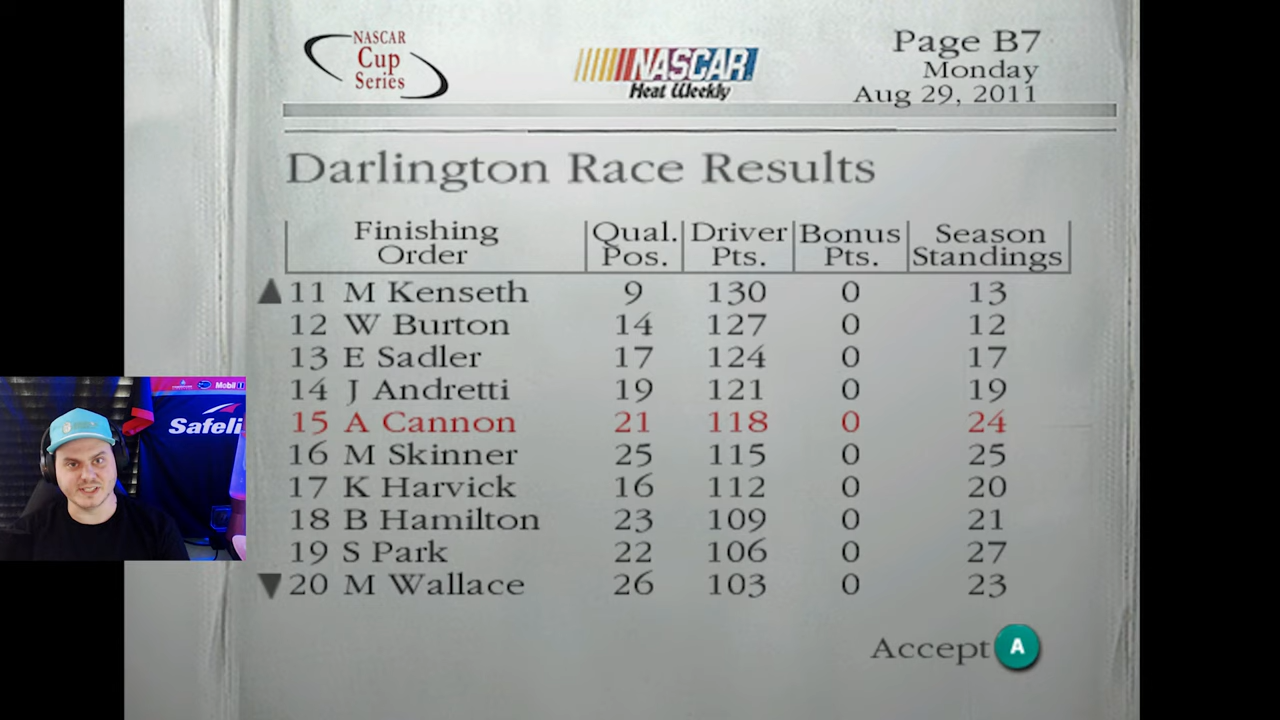 NASCAR
Cup
Series
NASCAR
Heat Weekly
Page B7
Monday
Aug 29, 2011
Darlington Race Results
Finishing Order Qual. Pos. Driver Pts. Bonus Pts. Season Standings
11 M Kenseth 9 130 0 13
12 W Burton 14 127 0 12
13 E Sadler 17 124 0 17
14 J Andretti 19 121 0 19
15 A Cannon 21 118 0 24
16 M Skinner 25 115 0 25
17 K Harvick 16 112 0 20
18 B Hamilton 23 109 0 21
19 S Park 22 106 0 27
20 M Wallace 26 103 0 23
Accept A
Mobil 1
Safeli